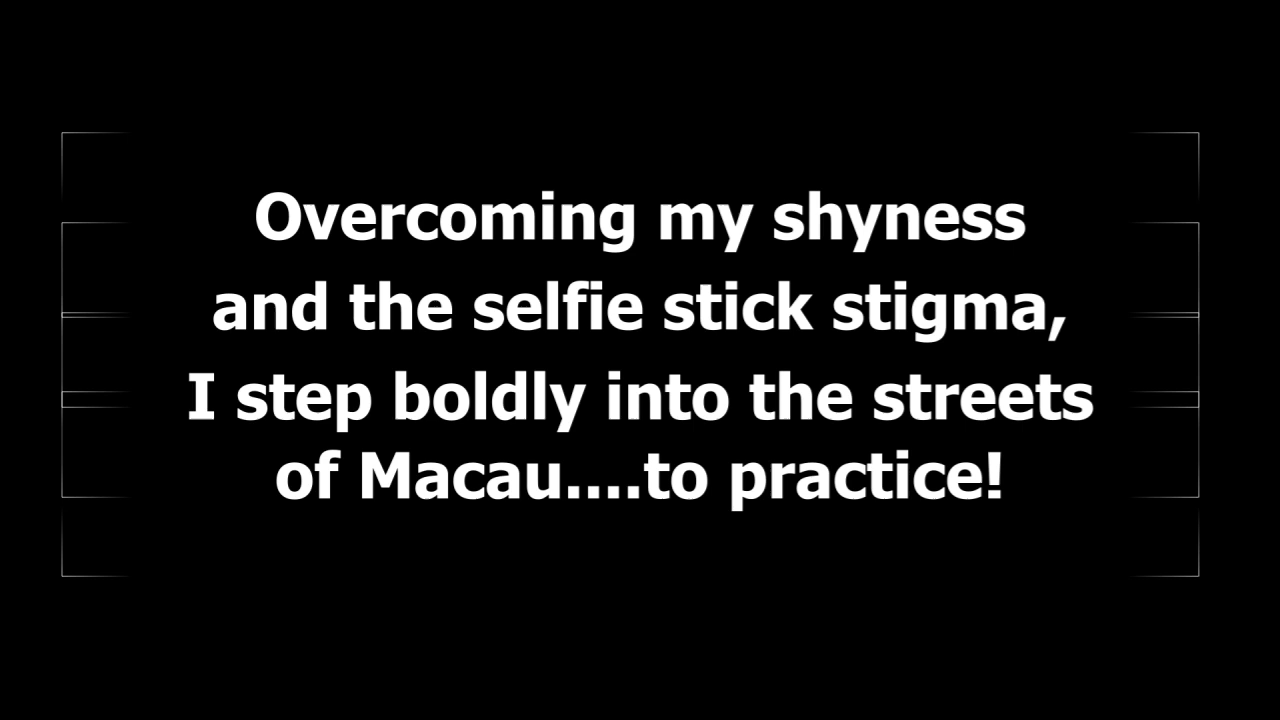 Overcoming my shyness
and the selfie stick stigma,
I step boldly into the streets
of Macau....to practice!